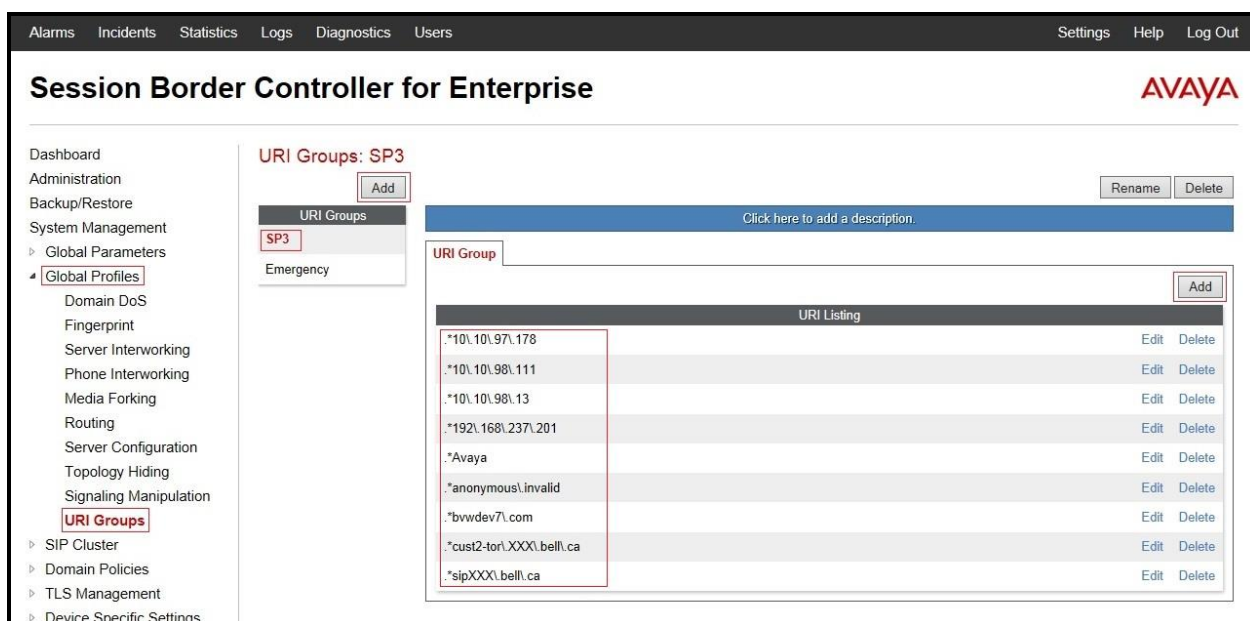 Alarms Incidents Statistics Logs Diagnostics Users Settings Help Log Out
Session Border Controller for Enterprise
AVAYA
Dashboard
Administration
Backup/Restore
System Management
Global Parameters
Global Profiles
Domain DoS
Fingerprint
Server Interworking
Phone Interworking
Media Forking
Routing
Server Configuration
Topology Hiding
Signaling Manipulation
URI Groups
SIP Cluster
Domain Policies
TLS Management
Device Specific Settings
URI Groups: SP3
Add
Rename Delete
URI Groups
SP3
Emergency
Click here to add a description.
URI Group
Add
URI Listing
.*10\.10\.97\.178 Edit Delete
.*10\.10\.98\.111 Edit Delete
.*10\.10\.98\.13 Edit Delete
.*192\.168\.237\.201 Edit Delete
.*Avaya Edit Delete
.*anonymous\.invalid Edit Delete
.*bvwdev7\.com Edit Delete
.*cust2-tor\.XXX\.bell\.ca Edit Delete
.*sipXXX\.bell\.ca Edit Delete